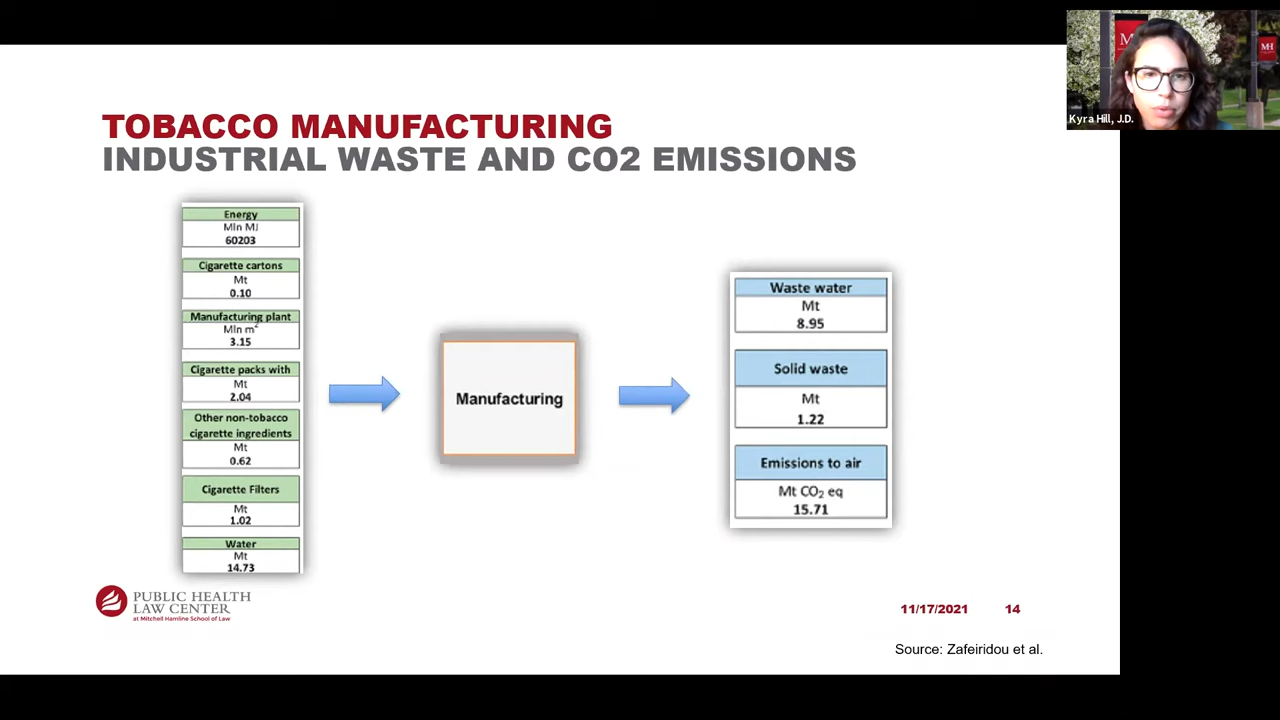 TOBACCO MANUFACTURING
INDUSTRIAL WASTE AND CO2 EMISSIONS
Energy
Mln MJ
60203
Cigarette cartons
Mt
0.10
Manufacturing plant
Mln m²
3.15
Cigarette packs with
Mt
2.04
Other non-tobacco
cigarette ingredients
Mt
0.62
Cigarette Filters
Mt
1.02
Water
Mt
14.73
Manufacturing
Waste water
Mt
8.95
Solid waste
Mt
1.22
Emissions to air
Mt CO₂ eq
15.71
PUBLIC HEALTH
LAW CENTER
at Mitchell Hamline School of Law
11/17/2021 14
Source: Zafeiridou et al.
M
MH
Kyra Hill, J.D.